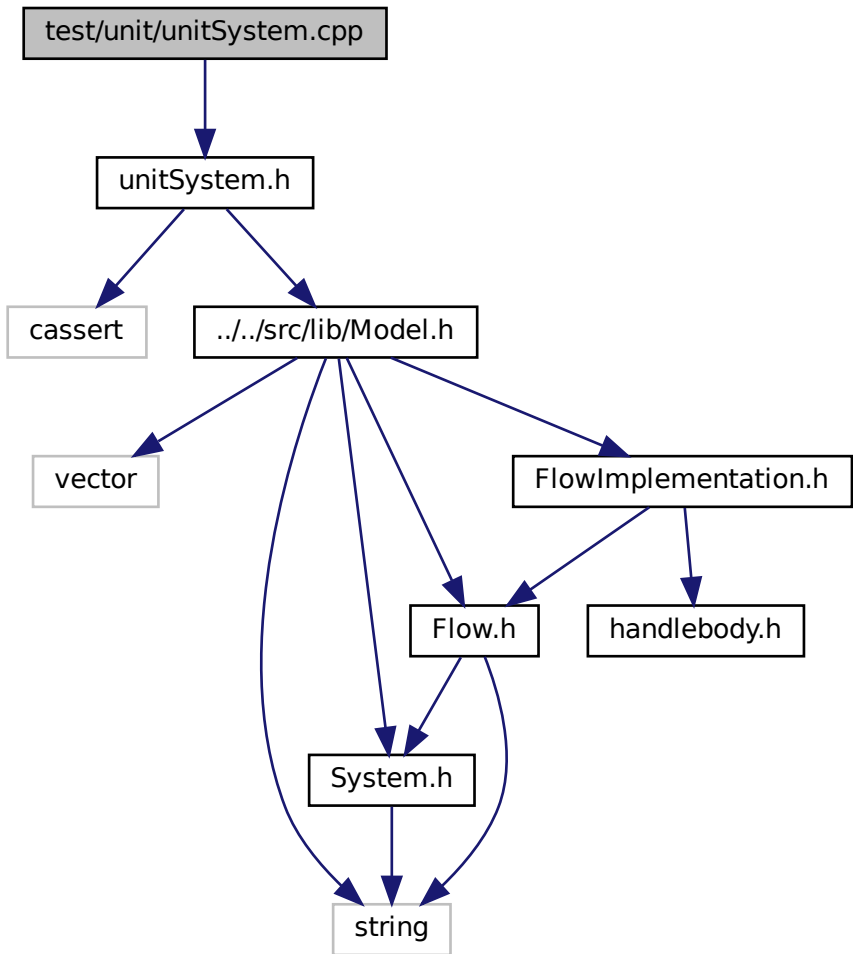 test/unit/unitSystem.cpp
unitSystem.h
cassert
../../src/lib/Model.h
vector
FlowImplementation.h
Flow.h
handlebody.h
System.h
string